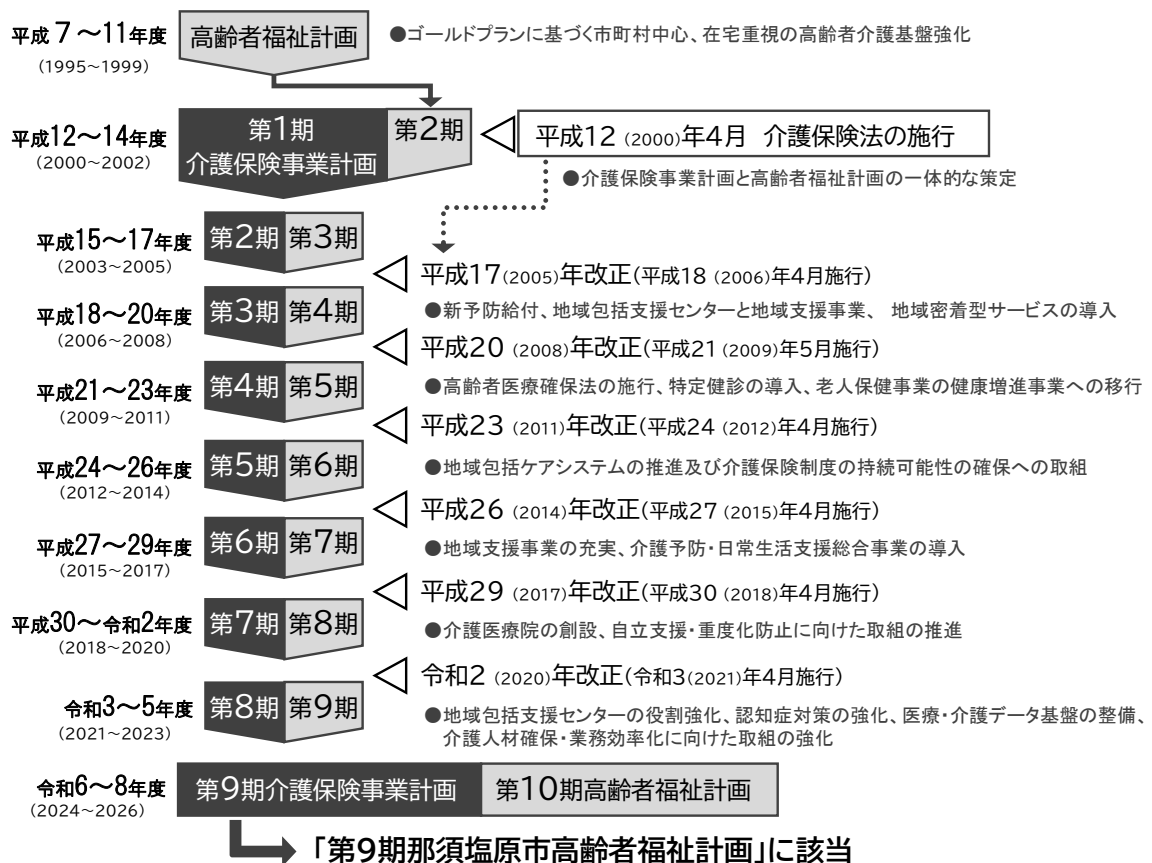 平成7～11年度
(1995~1999)
高齢者福祉計画
●ゴールドプランに基づく市町村中心、在宅重視の高齢者介護基盤強化
平成12～14年度
(2000~2002)
第1期
介護保険事業計画
第2期
平成12 (2000)年4月 介護保険法の施行
●介護保険事業計画と高齢者福祉計画の一体的な策定
平成15～17年度
(2003~2005)
第2期 第3期
平成17(2005)年改正(平成18 (2006)年4月施行)
●新予防給付、地域包括支援センターと地域支援事業、 地域密着型サービスの導入
平成18～20年度
(2006~2008)
第3期 第4期
平成20 (2008)年改正(平成21 (2009)年5月施行)
●高齢者医療確保法の施行、特定健診の導入、老人保健事業の健康増進事業への移行
平成21～23年度
(2009~2011)
第4期 第5期
平成23 (2011)年改正(平成24 (2012)年4月施行)
●地域包括ケアシステムの推進及び介護保険制度の持続可能性の確保への取組
平成24～26年度
(2012~2014)
第5期 第6期
平成26 (2014)年改正(平成27 (2015)年4月施行)
●地域支援事業の充実、介護予防・日常生活支援総合事業の導入
平成27～29年度
(2015~2017)
第6期 第7期
平成29 (2017)年改正(平成30 (2018)年4月施行)
●介護医療院の創設、自立支援・重度化防止に向けた取組の推進
平成30～令和2年度
(2018~2020)
第7期 第8期
令和2 (2020)年改正(令和3(2021)年4月施行)
●地域包括支援センターの役割強化、認知症対策の強化、医療・介護データ基盤の整備、
介護人材確保・業務効率化に向けた取組の強化
令和3～5年度
(2021~2023)
第8期 第9期
令和6～8年度
(2024~2026)
第9期介護保険事業計画 第10期高齢者福祉計画
「第9期那須塩原市高齢者福祉計画」に該当